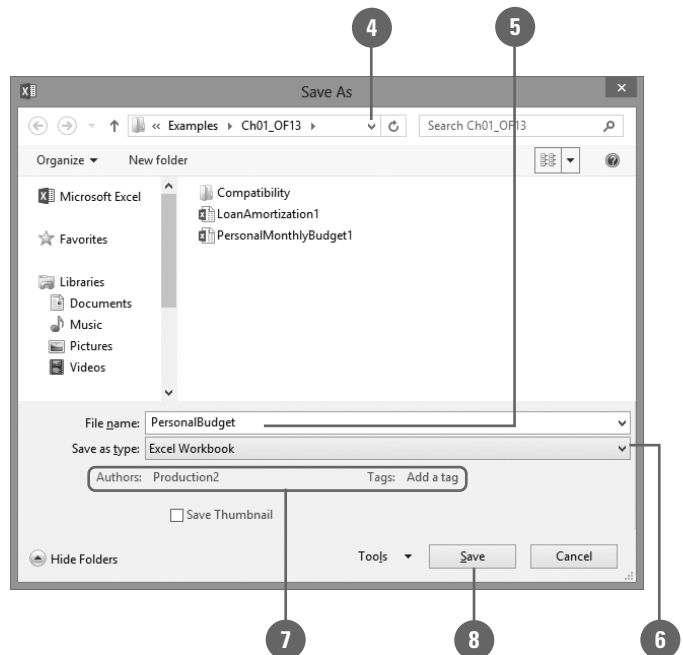 4 5
Save As
« Examples Ch01_OF13 Search Ch01_OF13
Organize New folder
Microsoft Excel
Favorites
Libraries
Documents
Music
Pictures
Videos
Compatibility
LoanAmortization1
PersonalMonthlyBudget1
File name: PersonalBudget
Save as type: Excel Workbook
Authors: Production2 Tags: Add a tag
Save Thumbnail
Hide Folders Tools Save Cancel
7 8 6